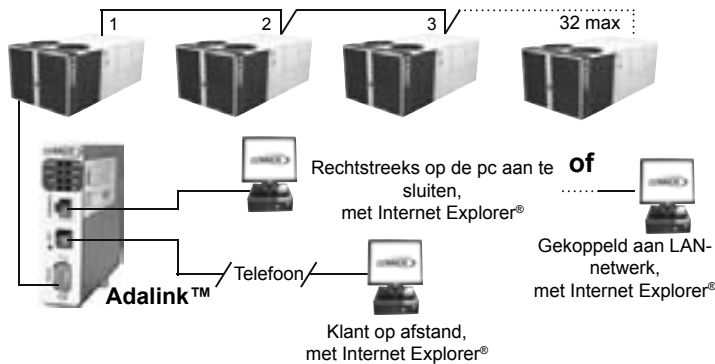 1
2
3
32 max
Rechtstreeks op de pc aan te
sluiten,
met Internet Explorer®
of
Gekoppeld aan LAN-
netwerk,
met Internet Explorer®
Adalink™
Telefoon
Klant op afstand,
met Internet Explorer®